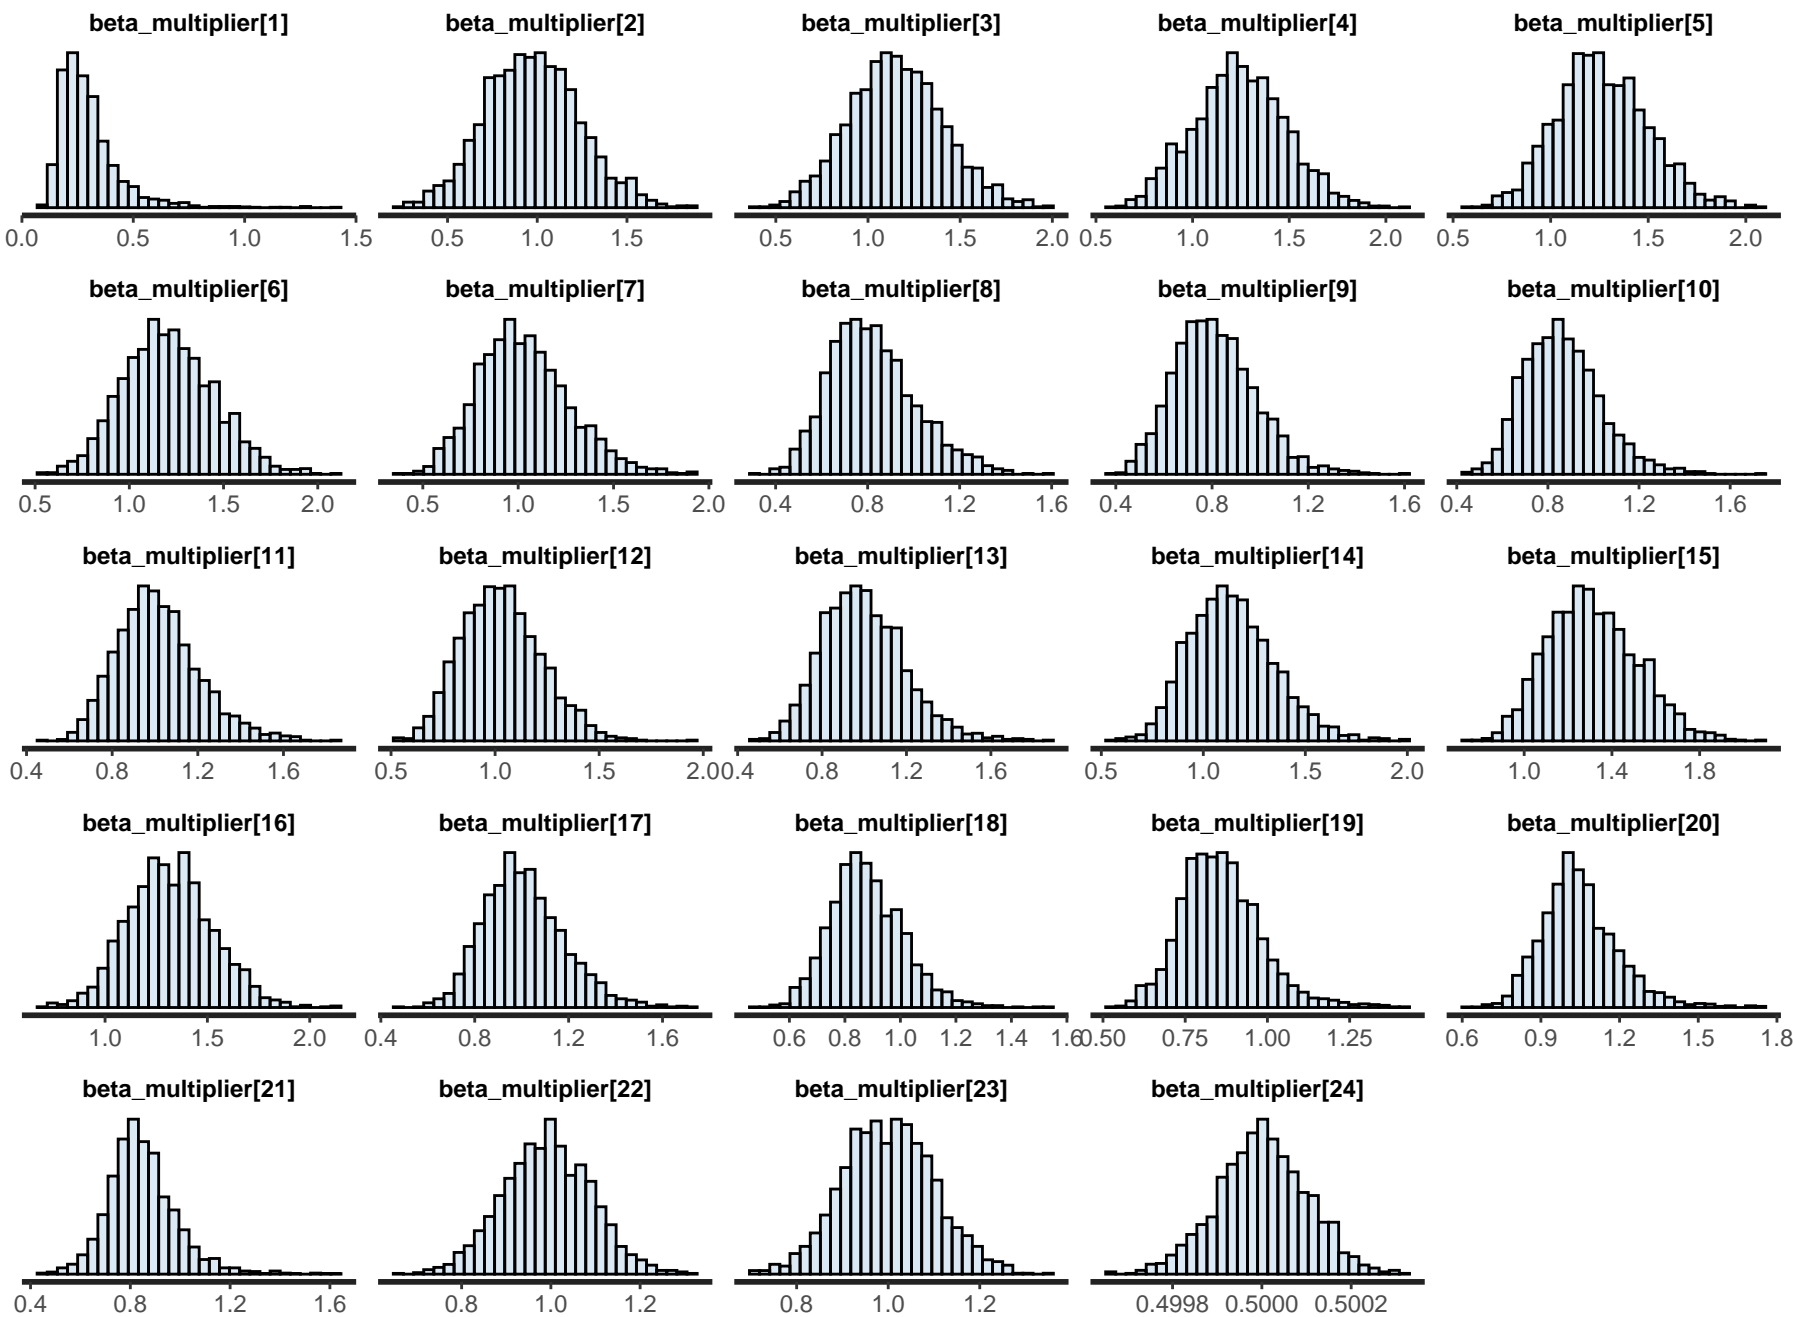 beta_multiplier[1] beta_multiplier[2] beta_multiplier[3] beta_multiplier[4] beta_multiplier[5]
0.0 0.5 1.0 1.5 0.5 1.0 1.5 0.5 1.0 1.5 2.0 0.5 1.0 1.5 2.0 0.5 1.0 1.5 2.0
beta_multiplier[6] beta_multiplier[7] beta_multiplier[8] beta_multiplier[9] beta_multiplier[10]
0.5 1.0 1.5 2.0 0.5 1.0 1.5 2.0 0.4 0.8 1.2 1.6 0.4 0.8 1.2 1.6 0.4 0.8 1.2 1.6
beta_multiplier[11] beta_multiplier[12] beta_multiplier[13] beta_multiplier[14] beta_multiplier[15]
0.4 0.8 1.2 1.6 0.5 1.0 1.5 2.0 0.4 0.8 1.2 1.6 0.5 1.0 1.5 2.0 1.0 1.4 1.8
beta_multiplier[16] beta_multiplier[17] beta_multiplier[18] beta_multiplier[19] beta_multiplier[20]
1.0 1.5 2.0 0.4 0.8 1.2 1.6 0.6 0.8 1.0 1.2 1.4 1.6 0.50 0.75 1.00 1.25 0.6 0.9 1.2 1.5 1.8
beta_multiplier[21] beta_multiplier[22] beta_multiplier[23] beta_multiplier[24]
0.4 0.8 1.2 1.6 0.8 1.0 1.2 0.8 1.0 1.2 0.4998 0.5000 0.5002